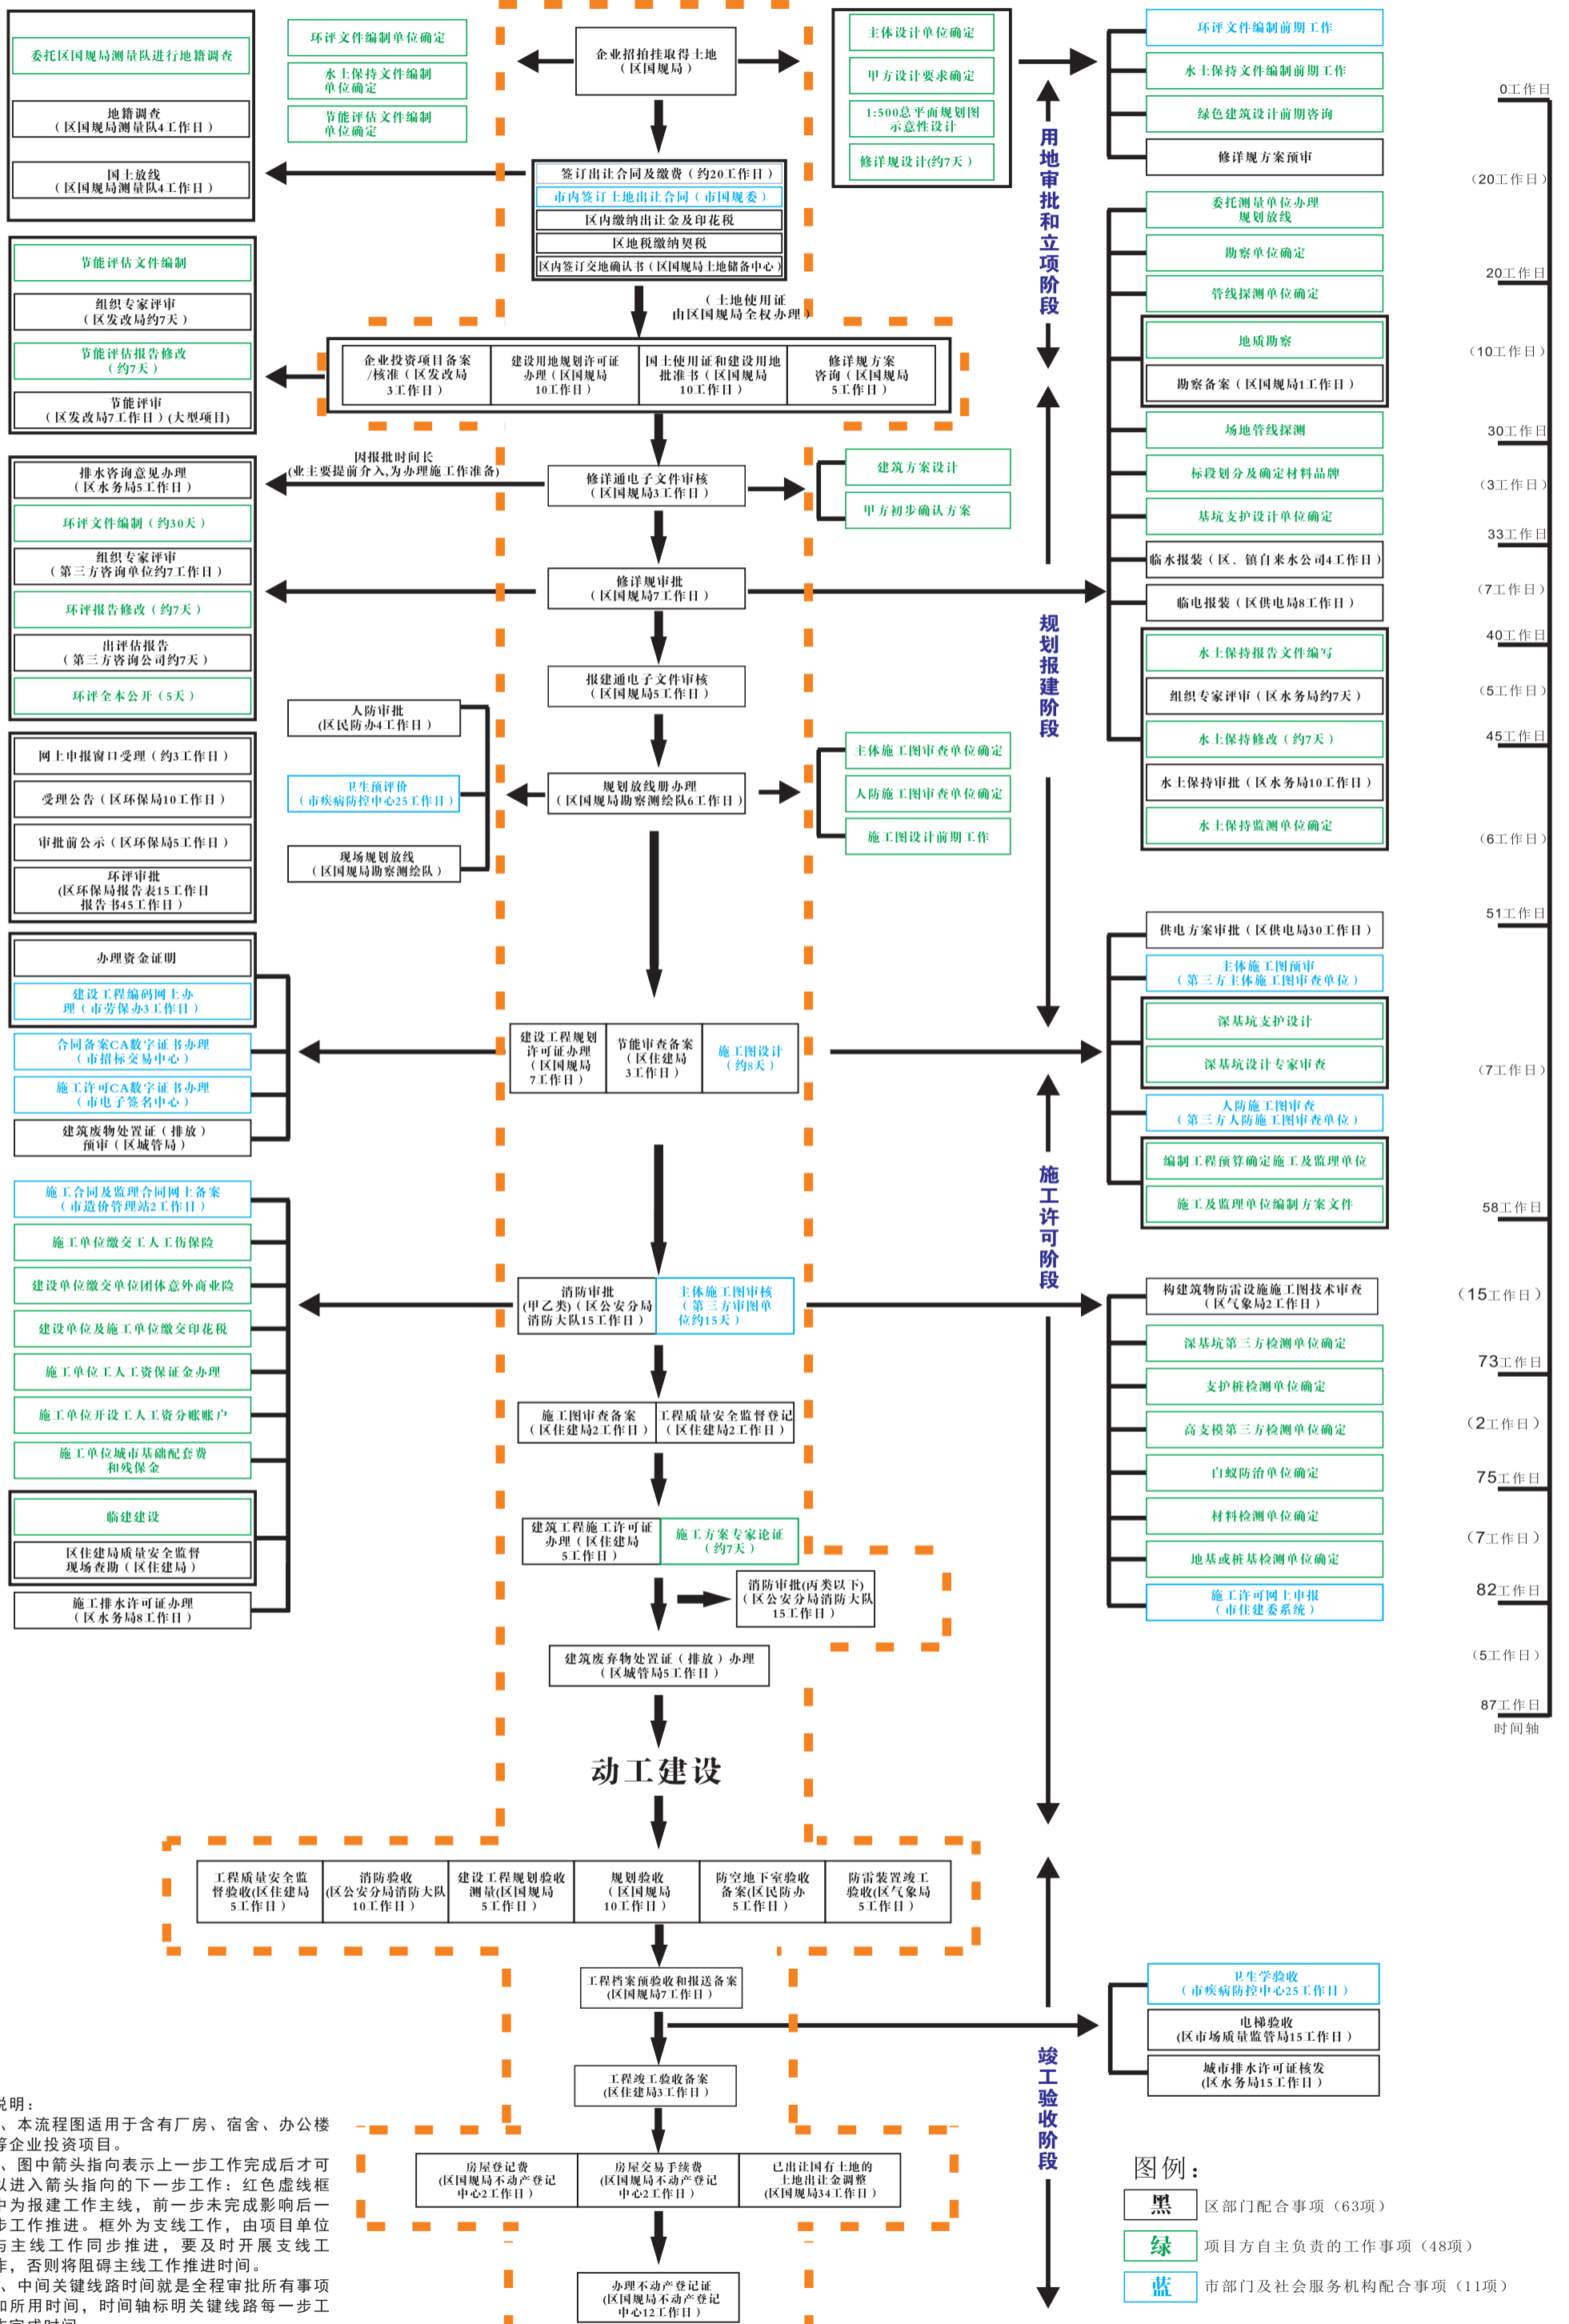 委托区国规局测量队进行地籍调查
地籍调查
（区国规局测量队4工作日）
国土放线
（区国规局测量队4工作日）
节能评估文件编制
组织专家评审
（区发改局约7天）
节能评估报告修改
（约7天）
节能评审
（区发改局7工作日）(大型项目)
排水咨询意见办理
（区水务局5工作日）
环评文件编制（约30天）
组织专家评审
（第三方咨询单位约7工作日）
环评报告修改（约7天）
出评估报告
（第三方咨询公司约7天）
环评全本公开（5天）
网上申报窗口受理（约3工作日）
受理公告（区环保局10工作日）
审批前公示（区环保局5工作日）
环评审批
(区环保局报告表15工作日
报告书45工作日）
办理资金证明
建设工程编码网上办
理（市劳保办3工作日）
合同备案CA数字证书办理
（市招标交易中心）
施工许可CA数字证书办理
（市电子签名中心）
建筑废物处置证（排放）
预审（区城管局）
施工合同及监理合同网上备案
（市造价管理站2工作日）
施工单位缴交工人工伤保险
建设单位缴交单位团体意外商业险
建设单位及施工单位缴交印花税
施工单位工人工资保证金办理
施工单位开设工人工资分账账户
施工单位城市基础配套费
和残保金
临建建设
区住建局质量安全监督
现场查勘（区住建局）
施工排水许可证办理
（区水务局8工作日）
环评文件编制单位确定
水土保持文件编制
单位确定
节能评估文件编制
单位确定
企业招拍挂取得土地
（区国规局）
签订出让合同及缴费（约20工作日）
市内签订土地出让合同（市国规委）
区内缴纳出让金及印花税
区地税缴纳契税
区内签订交地确认书（区国规局土地储备中心）
（土地使用证
由区国规局全权办理）
企业投资项目备案
/核准（区发改局
3工作日）
建设用地规划许可证
办理（区国规局
10工作日）
国土使用证和建设用地
批准书（区国规局
10工作日）
修详规方案
咨询（区国规局
5工作日）
因报批时间长
(业主要提前介入,为办理施工作准备)
修详通电子文件审核
（区国规局3工作日）
建筑方案设计
甲方初步确认方案
修详规审批
（区国规局7工作日）
报建通电子文件审核
（区国规局5工作日）
人防审批
(区民防办4工作日）
卫生预评价
（市疾病防控中心25工作日）
现场规划放线
（区国规局勘察测绘队）
规划放线册办理
（区国规局勘察测绘队6工作日）
主体施工图审查单位确定
人防施工图审查单位确定
施工图设计前期工作
建设工程规划
许可证办理
（区国规局
7工作日）
节能审查备案
（区住建局
3工作日）
施工图设计
（约8天）
消防审批
(甲乙类)（区公安分局
消防大队15工作日）
主体施工图审核
（第三方审图单
位约15天）
施工图审查备案
（区住建局2工作日）
工程质量安全监督登记
（区住建局2工作日）
建筑工程施工许可证
办理（区住建局
5工作日）
施工方案专家论证
（约7天）
消防审批(丙类以下)
（区公安分局消防大队
15工作日）
建筑废弃物处置证（排放）办理
（区城管局5工作日）
动工建设
工程质量安全监
督验收(区住建局
5工作日）
消防验收
(区公安分局消防大队
10工作日）
建设工程规划验收
测量(区国规局
5工作日）
规划验收
（区国规局
10工作日）
防空地下室验收
备案(区民防办
5工作日）
防雷装置竣工
验收(区气象局
5工作日）
工程档案预验收和报送备案
(区国规局7工作日）
工程竣工验收备案
(区住建局3工作日）
房屋登记费
(区国规局不动产登记
中心2工作日）
房屋交易手续费
(区国规局不动产登记
中心2工作日）
已出让国有土地的
土地出让金调整
(区国规局34工作日）
办理不动产登记证
(区国规局不动产登记
中心12工作日）
主体设计单位确定
甲方设计要求确定
1:500总平面规划图
示意性设计
修详规设计(约7天）
用地审批和立项阶段
规划报建阶段
施工许可阶段
竣工验收阶段
环评文件编制前期工作
水土保持文件编制前期工作
绿色建筑设计前期咨询
修详规方案预审
委托测量单位办理
规划放线
勘察单位确定
管线探测单位确定
地质勘察
勘察备案（区国规局1工作日）
场地管线探测
标段划分及确定材料品牌
基坑支护设计单位确定
临水报装（区、镇自来水公司4工作日）
临电报装（区供电局8工作日）
水土保持报告文件编写
组织专家评审（区水务局约7天）
水土保持修改（约7天）
水土保持审批（区水务局10工作日）
水土保持监测单位确定
供电方案审批（区供电局30工作日）
主体施工图预审
（第三方主体施工图审查单位）
深基坑支护设计
深基坑设计专家审查
人防施工图审查
（第三方人防施工图审查单位）
编制工程预算确定施工及监理单位
施工及监理单位编制方案文件
构建筑物防雷设施施工图技术审查
（区气象局2工作日）
深基坑第三方检测单位确定
支护桩检测单位确定
高支模第三方检测单位确定
白蚁防治单位确定
材料检测单位确定
地基或桩基检测单位确定
施工许可网上申报
（市住建委系统）
卫生学验收
（市疾病防控中心25工作日）
电梯验收
(区市场质量监管局15工作日）
城市排水许可证核发
(区水务局15工作日）
0工作日
（20工作日）
20工作日
（10工作日）
30工作日
（3工作日）
33工作日
（7工作日）
40工作日
（5工作日）
45工作日
（6工作日）
51工作日
（7工作日）
58工作日
（15工作日）
73工作日
（2工作日）
75工作日
（7工作日）
82工作日
（5工作日）
87工作日
时间轴
说明：
、本流程图适用于含有厂房、宿舍、办公楼
等企业投资项目。
、图中箭头指向表示上一步工作完成后才可
以进入箭头指向的下一步工作：红色虚线框
中为报建工作主线，前一步未完成影响后一
步工作推进。框外为支线工作，由项目单位
与主线工作同步推进，要及时开展支线工
作，否则将阻碍主线工作推进时间。
、中间关键线路时间就是全程审批所有事项
和所用时间，时间轴标明关键线路每一步工
作完成时间
图例：
黑 区部门配合事项（63项）
绿 项目方自主负责的工作事项（48项）
蓝 市部门及社会服务机构配合事项（11项）